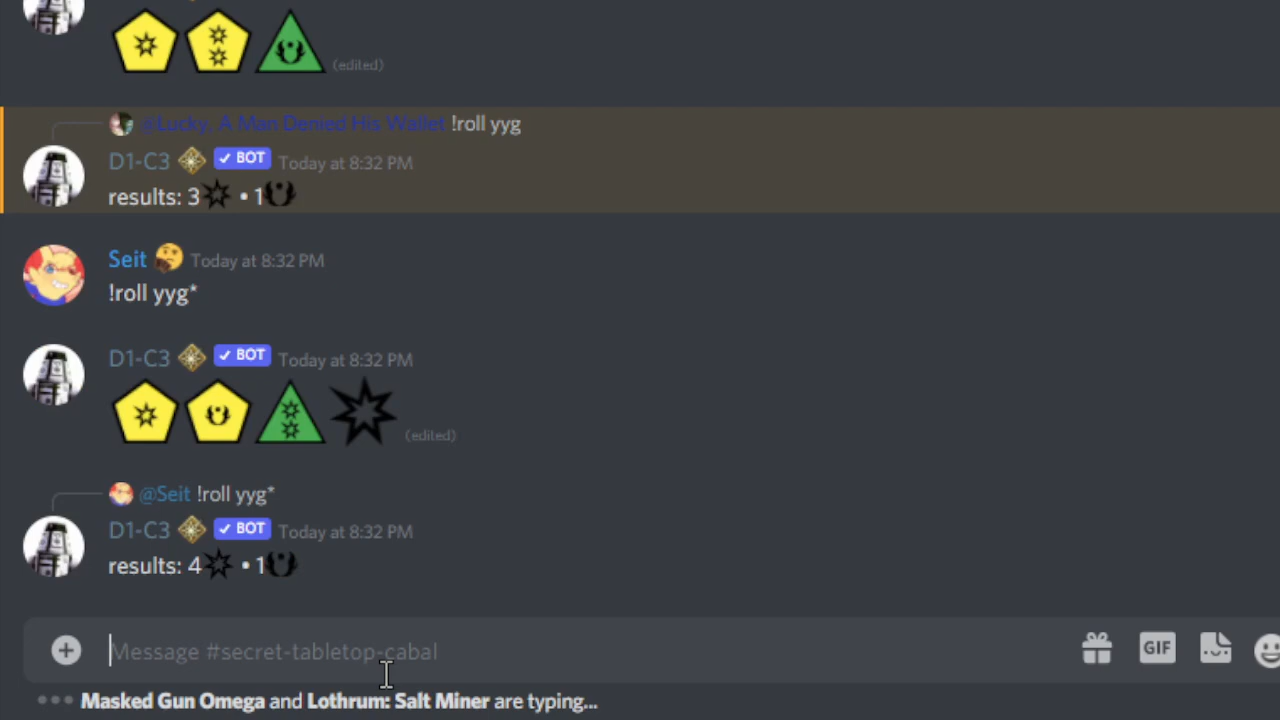 (edited)
@Lucky, A Man Denied His Wallet !roll yyg
D1-C3 ✓ BOT Today at 8:32 PM
results: 3 • 1
Seit Today at 8:32 PM
!roll yyg*
D1-C3 ✓ BOT Today at 8:32 PM
(edited)
@Seit !roll yyg*
D1-C3 ✓ BOT Today at 8:32 PM
results: 4 • 1
Message #secret-tabletop-cabal
GIF
Masked Gun Omega and Lothrum: Salt Miner are typing...